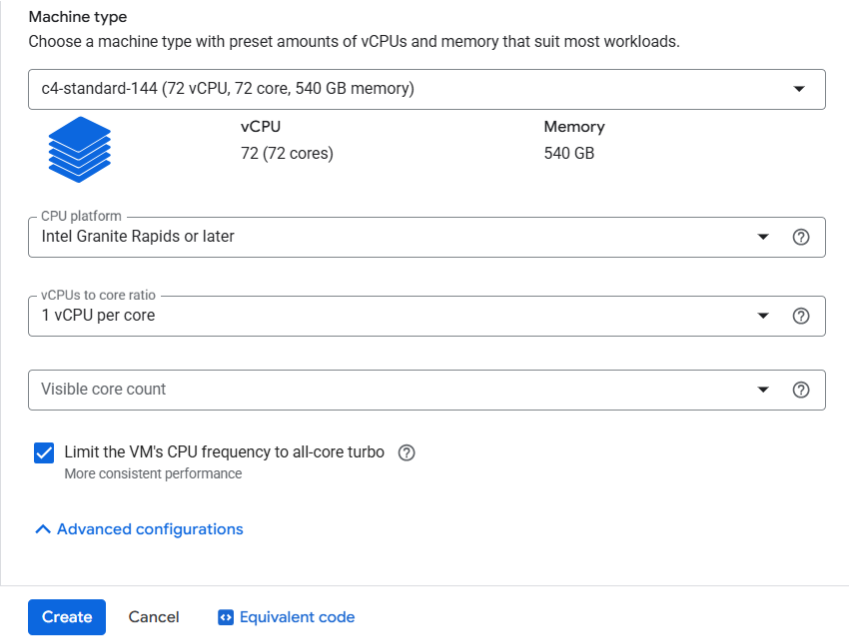 Machine type
Choose a machine type with preset amounts of vCPUs and memory that suit most workloads.
c4-standard-144 (72 vCPU, 72 core, 540 GB memory)
vCPU
72 (72 cores)
Memory
540 GB
CPU platform
Intel Granite Rapids or later
vCPUs to core ratio
1 vCPU per core
Visible core count
Limit the VM's CPU frequency to all-core turbo
More consistent performance
Advanced configurations
Create
Cancel
Equivalent code